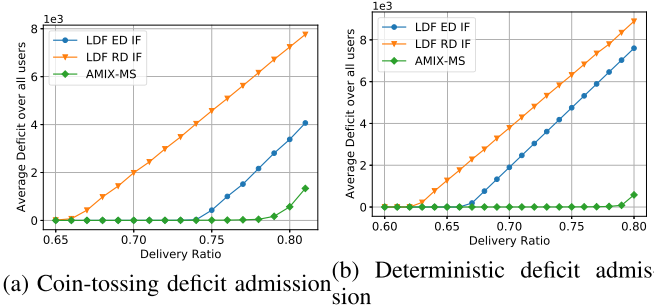 1e3
8
6
4
2
0
Average Deficit over all users
LDF ED IF
LDF RD IF
AMIX-MS
0.65 0.70 0.75 0.80
Delivery Ratio
(a) Coin-tossing deficit admission
1e3
8
6
4
2
0
Average Deficit over all users
LDF ED IF
LDF RD IF
AMIX-MS
0.60 0.65 0.70 0.75 0.80
Delivery Ratio
(b) Deterministic deficit admis-
sion